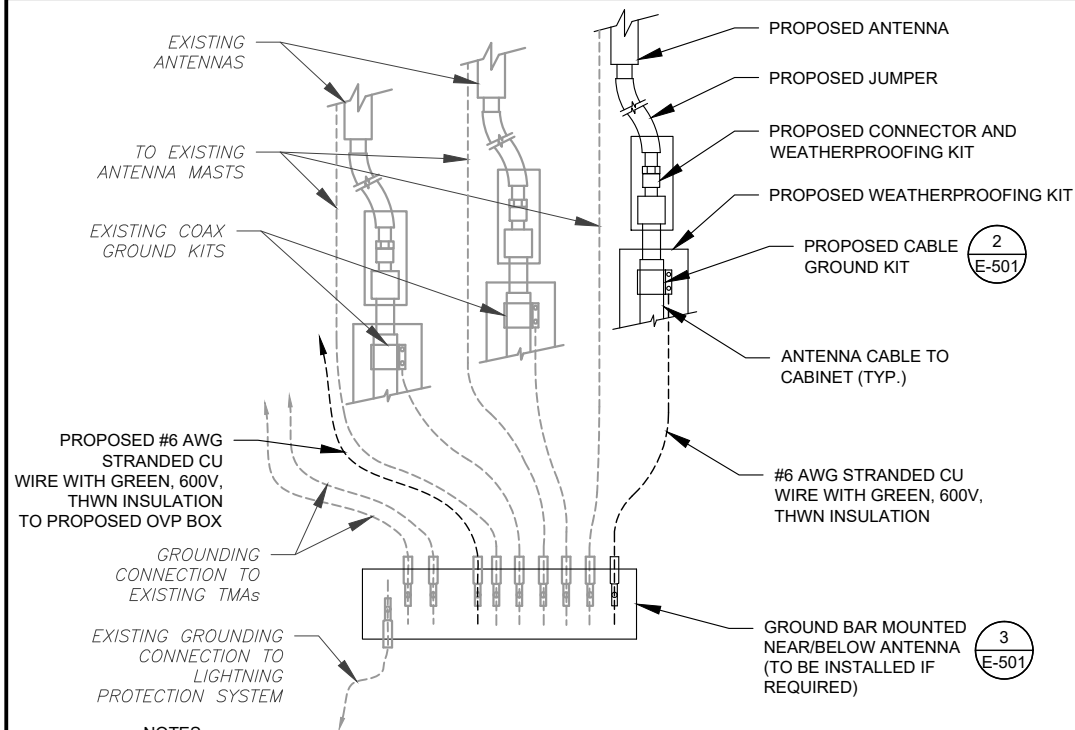 EXISTING
ANTENNAS
TO EXISTING
ANTENNA MASTS
EXISTING COAX
GROUND KITS
PROPOSED #6 AWG
STRANDED CU
WIRE WITH GREEN, 600V,
THWN INSULATION
TO PROPOSED OVP BOX
GROUNDING
CONNECTION TO
EXISTING TMAs
EXISTING GROUNDING
CONNECTION TO
LIGHTNING
PROTECTION SYSTEM
PROPOSED ANTENNA
PROPOSED JUMPER
PROPOSED CONNECTOR AND
WEATHERPROOFING KIT
PROPOSED WEATHERPROOFING KIT
PROPOSED CABLE
GROUND KIT
2
E-501
ANTENNA CABLE TO
CABINET (TYP.)
#6 AWG STRANDED CU
WIRE WITH GREEN, 600V,
THWN INSULATION
GROUND BAR MOUNTED
NEAR/BELOW ANTENNA
(TO BE INSTALLED IF
REQUIRED)
3
E-501